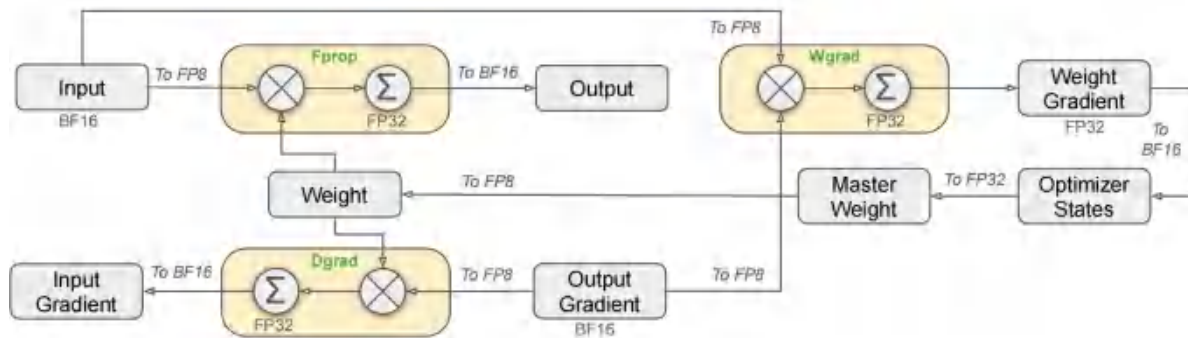 To FP8
Fprop
Wgrad
Input
BF16
To FP8
Σ
FP32
To BF16
Output
Σ
FP32
Weight
Gradient
FP32
To
BF16
Weight
To FP8
Master
Weight
To FP32
Optimizer
States
Input
Gradient
To BF16
Dgrad
Σ
FP32
To FP8
Output
Gradient
BF16
To FP8